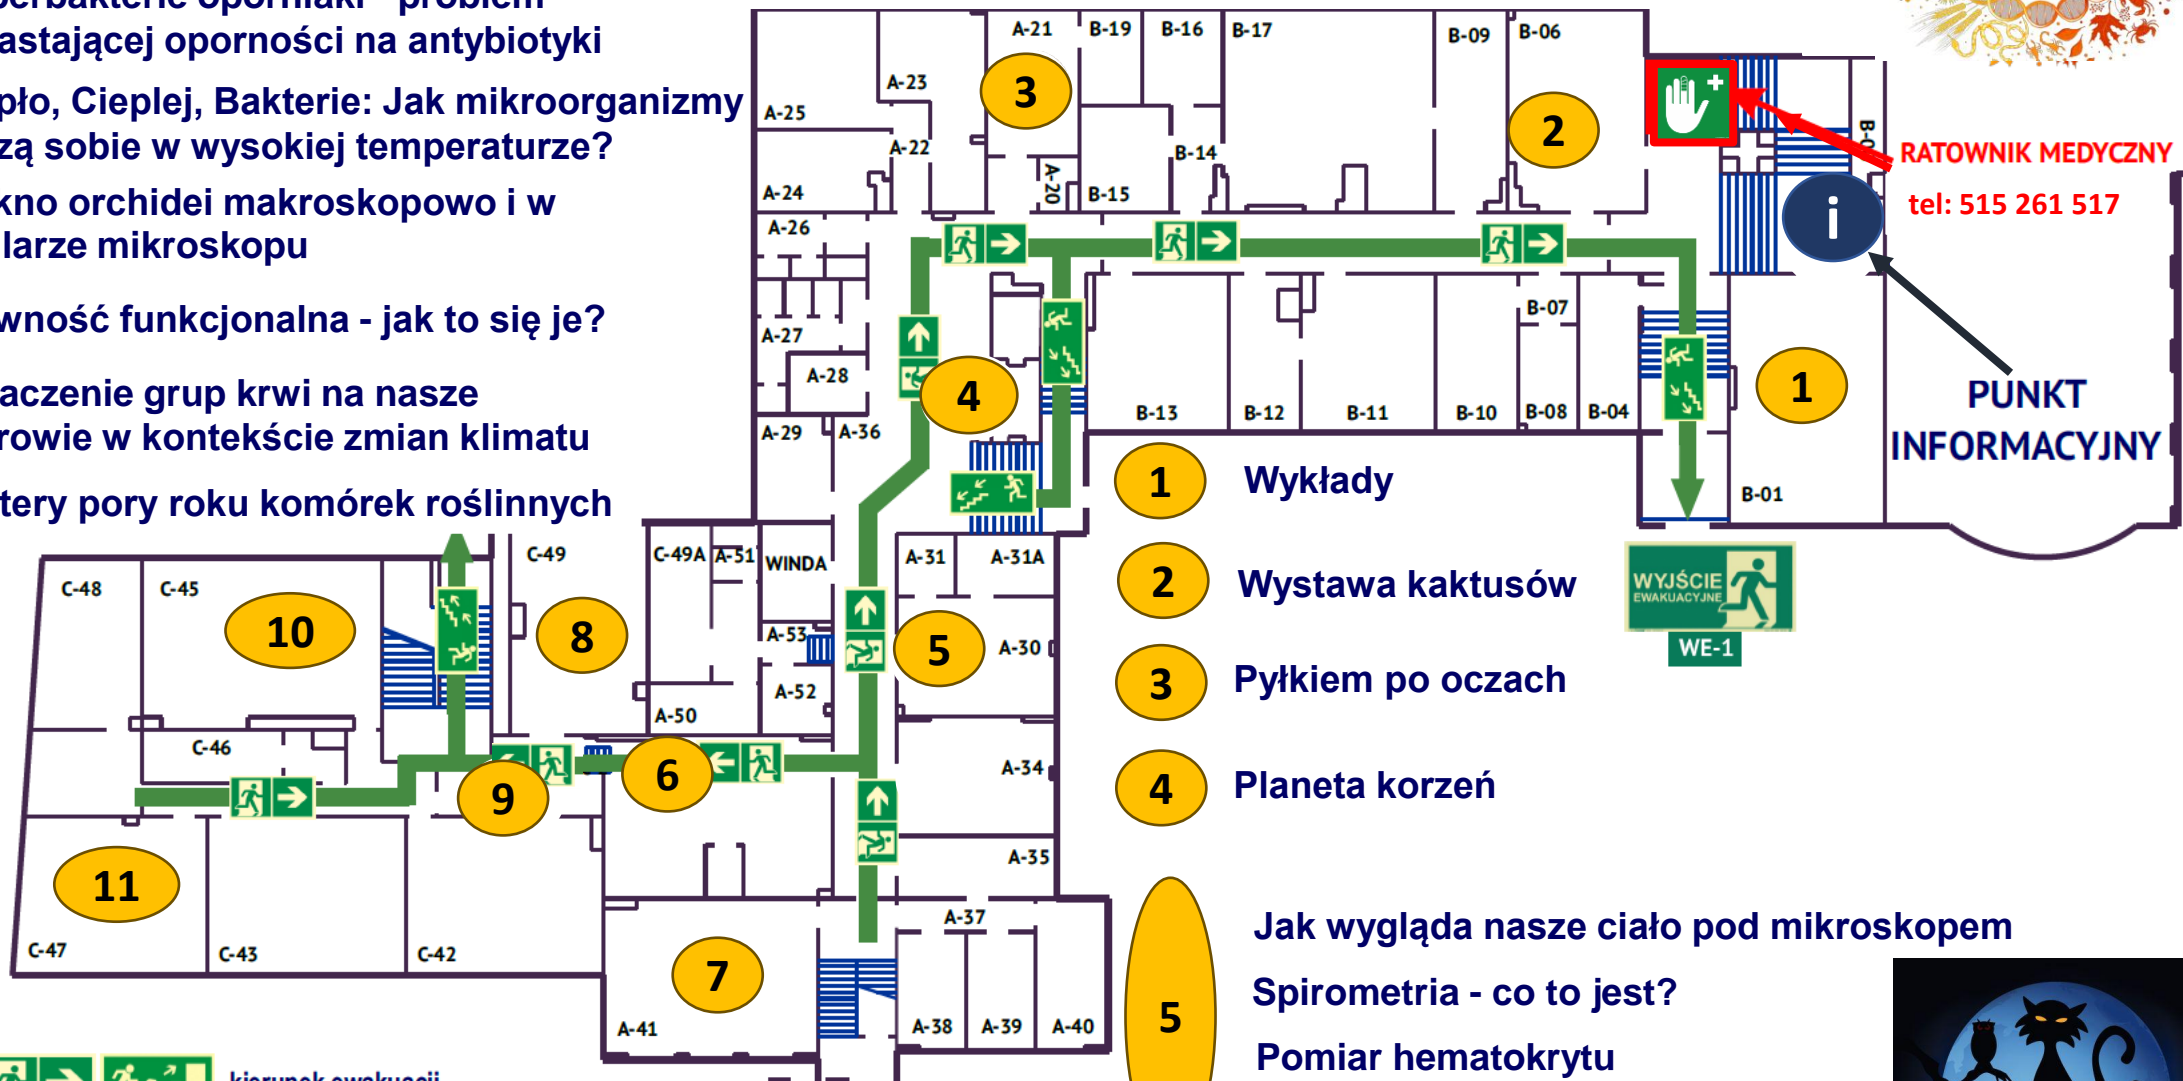 perbakterie oporniaki - problem
astającej oporności na antybiotyki
pło, Cieplej, Bakterie: Jak mikroorganizmy
zą sobie w wysokiej temperaturze?
kno orchidei makroskopowo i w
larze mikroskopu
wność funkcjonalna - jak to się je?
aczenie grup krwi na nasze
rowie w kontekście zmian klimatu
tery pory roku komórek roślinnych
A-21
B-19
B-16
B-17
B-09
B-06
A-23
3
A-25
2
A-22
B-14
A-24
A-20
B-15
B-0
RATOWNIK MEDYCZNY
tel: 515 261 517
i
A-26
A-27
A-28
A-29
A-36
4
B-13
B-12
B-11
B-10
B-07
B-08
B-04
1
B-01
PUNKT
INFORMACYJNY
C-48
C-45
C-49
C-49A
A-51
WINDA
A-31
A-31A
10
8
A-53
5
A-30
A-52
A-50
C-46
9
6
A-34
A-35
11
C-47
C-43
C-42
7
A-41
A-37
A-38
A-39
A-40
1 Wykłady
2 Wystawa kaktusów
3 Pyłkiem po oczach
4 Planeta korzeń
WYJŚCIE
EWAKUACYJNE
WE-1
5
Jak wygląda nasze ciało pod mikroskopem
Spirometria - co to jest?
Pomiar hematokrytu
kierunek ewakuacji